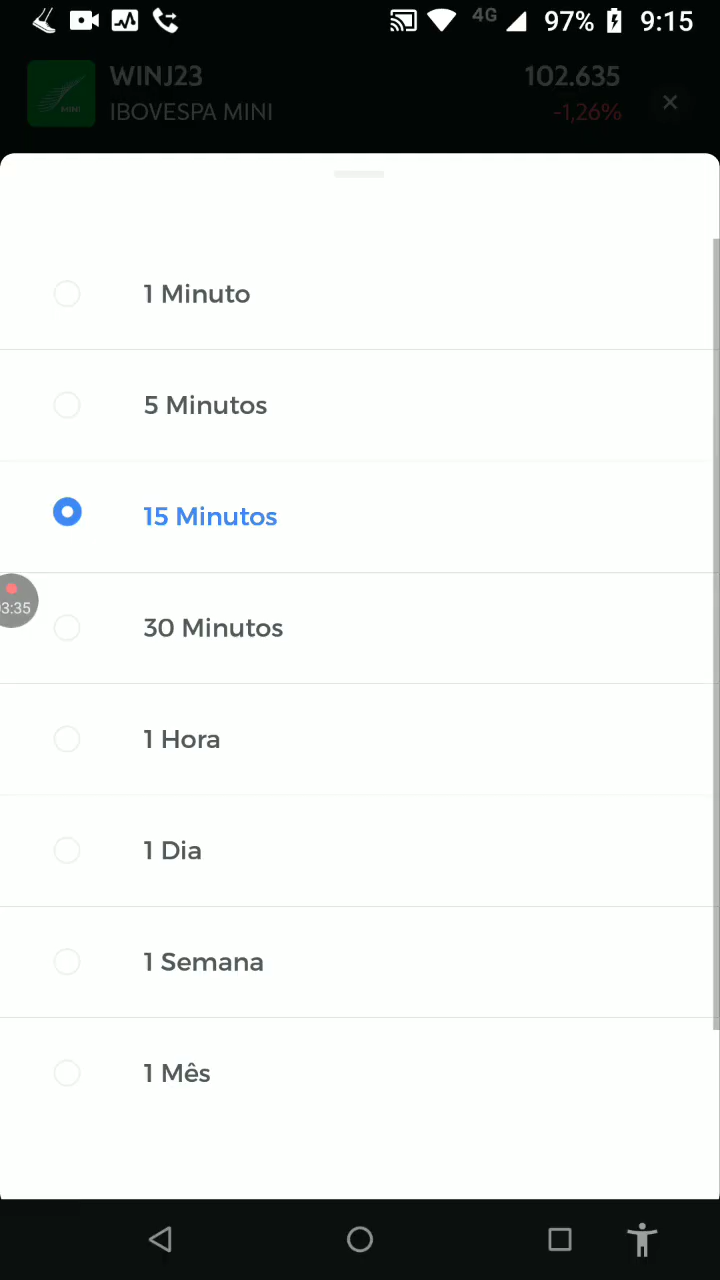 4G 97% 9:15
WINJ23 102.635
IBOVESPA MINI -1,26%
MINI
1 Minuto
5 Minutos
15 Minutos
3:35
30 Minutos
1 Hora
1 Dia
1 Semana
1 Mês